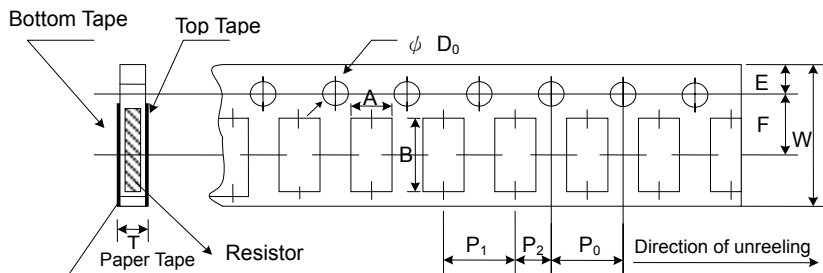 Bottom Tape
Top Tape
ψ D₀
E
A
F
W
B
T
Paper Tape
Resistor
P₁
P₂
P₀
Direction of unreeling